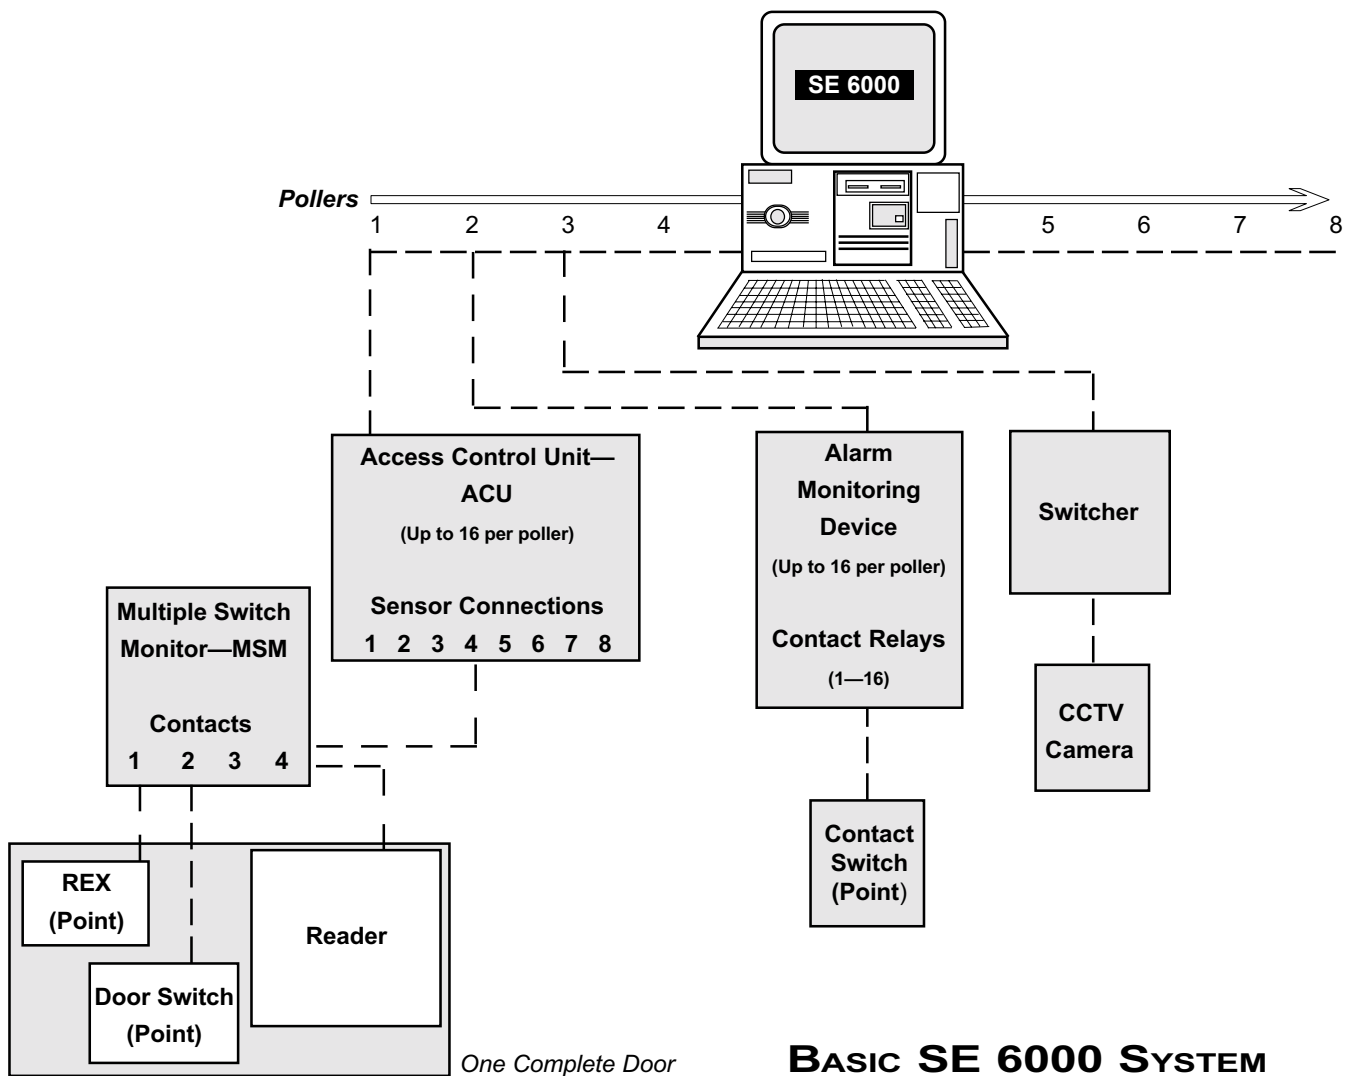 SE 6000
Pollers
1 2 3 4 5 6 7 8
Access Control Unit—
ACU
(Up to 16 per poller)
Sensor Connections
1 2 3 4 5 6 7 8
Alarm
Monitoring
Device
(Up to 16 per poller)
Contact Relays
(1—16)
Switcher
Multiple Switch
Monitor—MSM
Contacts
1 2 3 4
CCTV
Camera
Contact
Switch
(Point)
REX
(Point)
Reader
Door Switch
(Point)
One Complete Door
BASIC SE 6000 SYSTEM